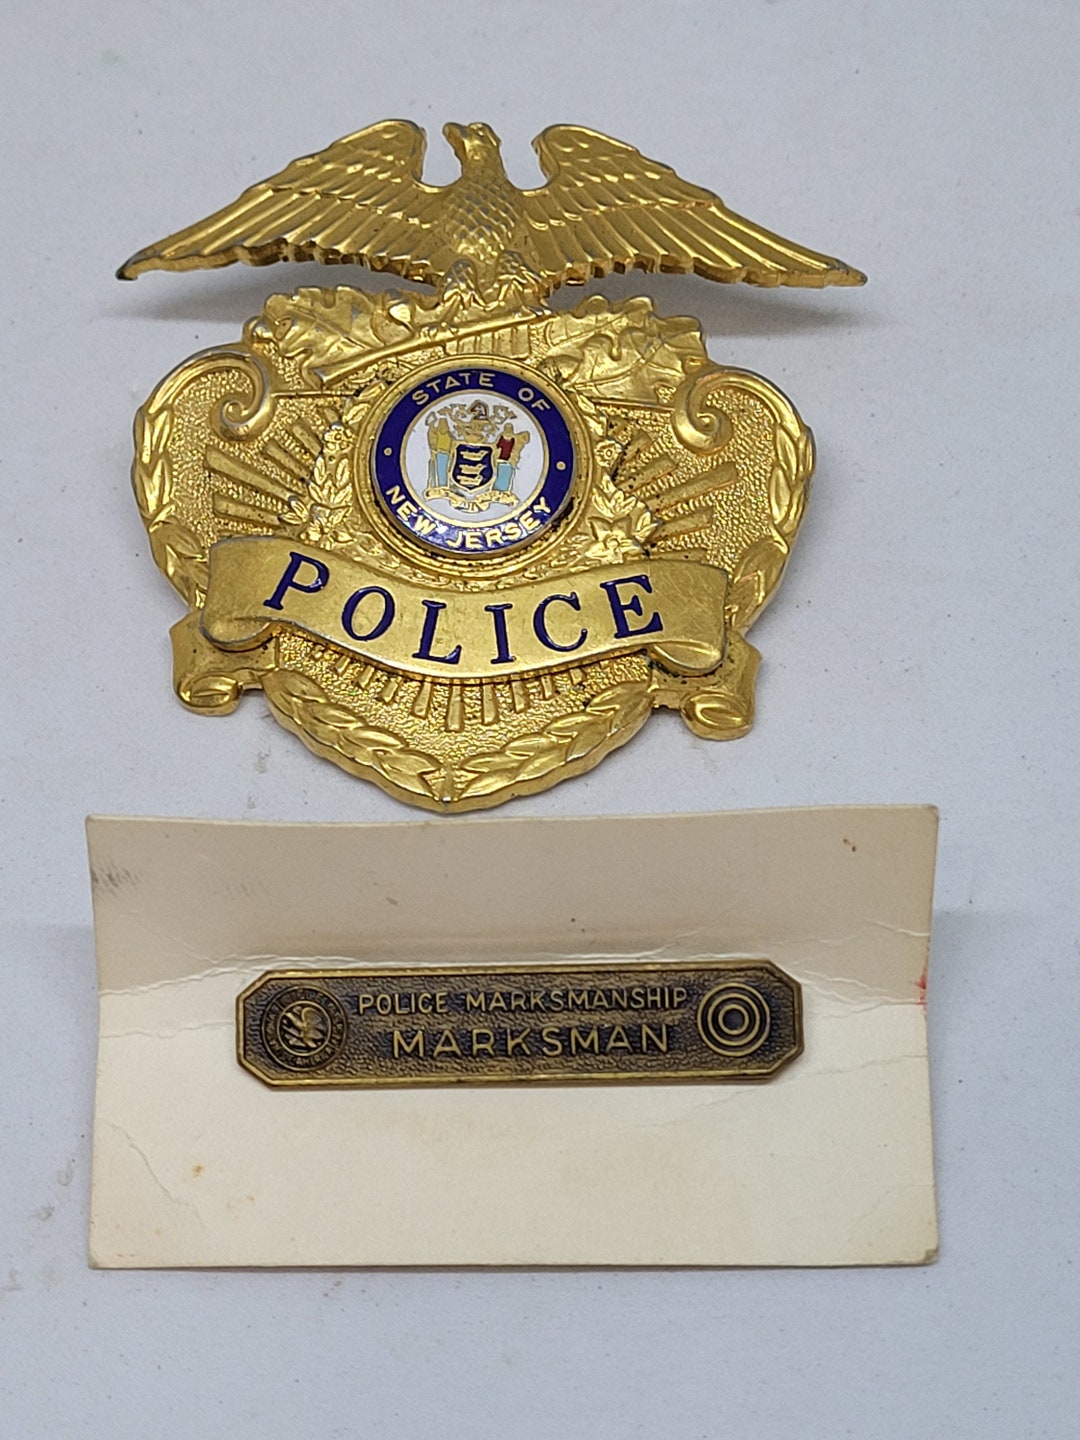 STATE OF
NEW JERSEY
POLICE
POLICE MARKSMANSHIP
MARKSMAN